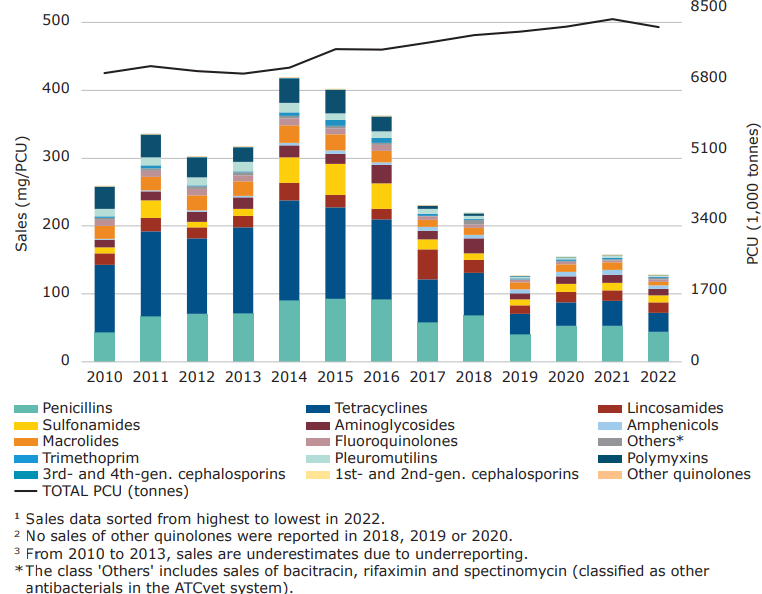 8500
500
6800
400
5100
300
3400
200
1700
100
0
0
Sales (mg/PCU)
PCU (1,000 tonnes)
2010 2011 2012 2013 2014 2015 2016 2017 2018 2019 2020 2021 2022
Penicillins Tetracyclines Lincosamides
Sulfonamides Aminoglycosides Amphenicols
Macrolides Fluoroquinolones Others*
Trimethoprim Pleuromutilins Polymyxins
3rd- and 4th-gen. cephalosporins 1st- and 2nd-gen. cephalosporins Other quinolones
TOTAL PCU (tonnes)
¹ Sales data sorted from highest to lowest in 2022.
² No sales of other quinolones were reported in 2018, 2019 or 2020.
³ From 2010 to 2013, sales are underestimates due to underreporting.
*The class 'Others' includes sales of bacitracin, rifaximin and spectinomycin (classified as other
antibacterials in the ATCvet system).